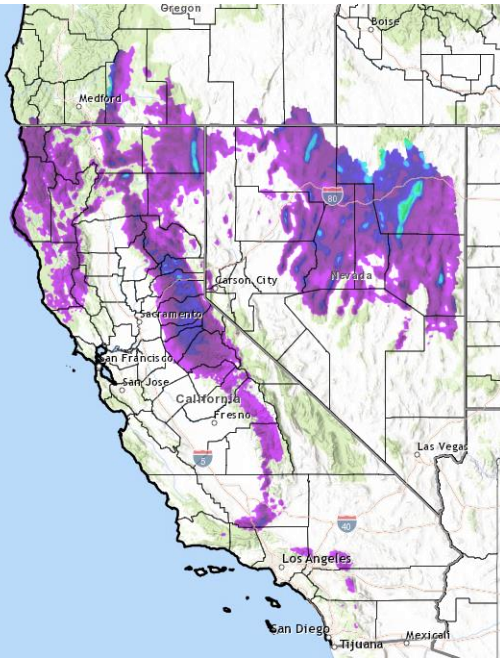 Oregon
Boise
Medford
80
Nevada
Carson City
Sacramento
San Francisco
San Jose
California
Fresno
5
Las Vegas
40
Los Angeles
San Diego
Tijuana
Mexicali